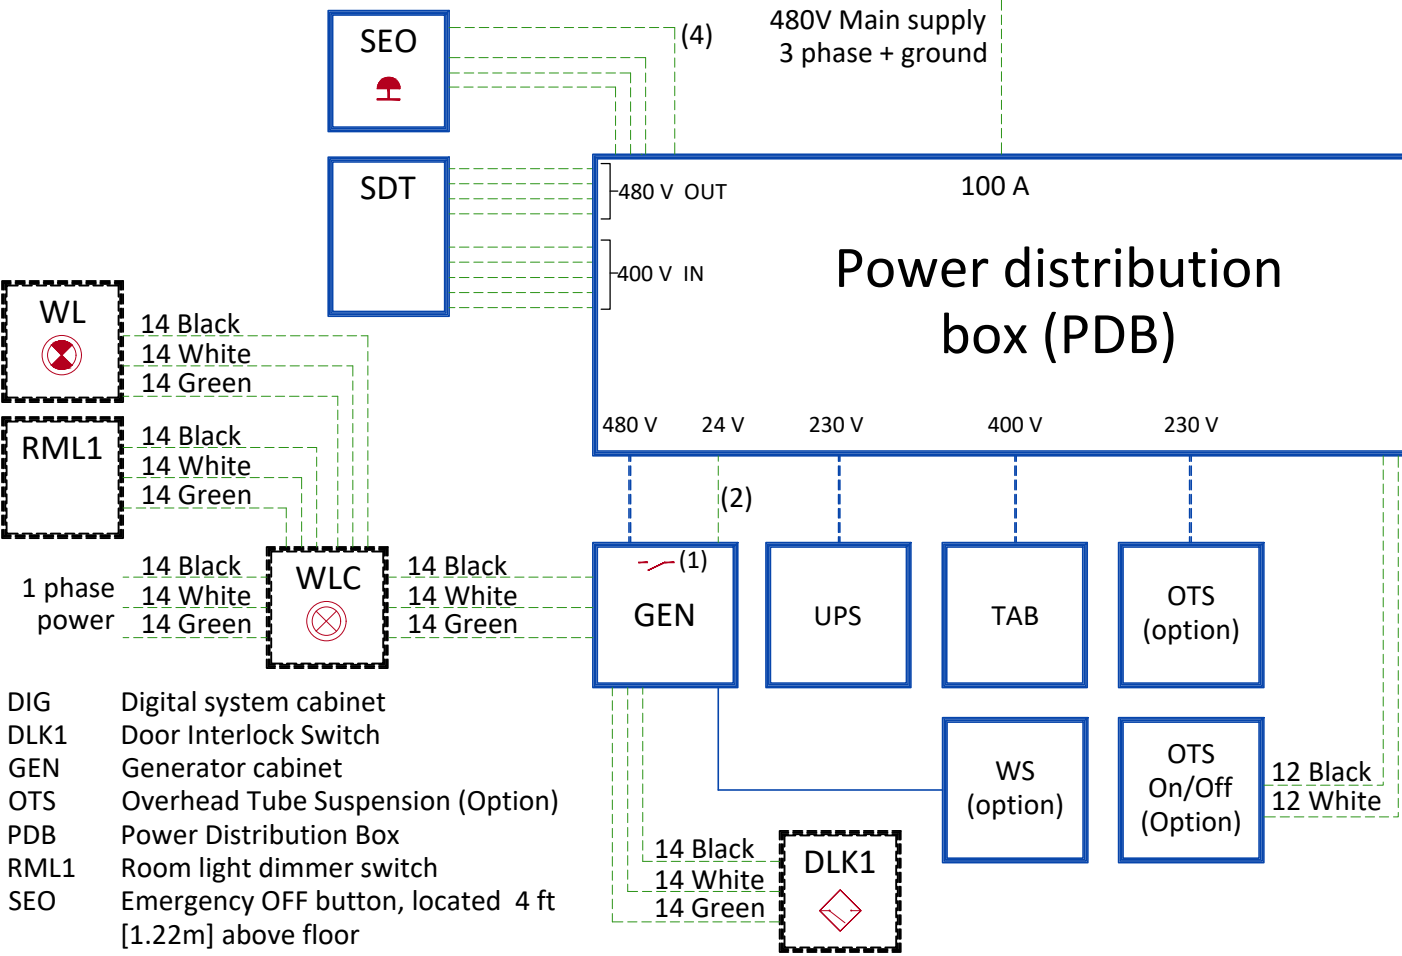 SEO
(4)
480V Main supply
3 phase + ground
SDT
480 V OUT
100 A
400 V IN
Power distribution
box (PDB)
WL
14 Black
14 White
14 Green
RML1
14 Black
14 White
14 Green
480 V
24 V
230 V
400 V
230 V
(2)
1 phase
power
14 Black
14 White
14 Green
WLC
14 Black
14 White
14 Green
(1)
GEN
UPS
TAB
OTS
(option)
WS
(option)
OTS
On/Off
(Option)
12 Black
12 White
14 Black
14 White
14 Green
DLK1
DIG Digital system cabinet
DLK1 Door Interlock Switch
GEN Generator cabinet
OTS Overhead Tube Suspension (Option)
PDB Power Distribution Box
RML1 Room light dimmer switch
SEO Emergency OFF button, located 4 ft
[1.22m] above floor